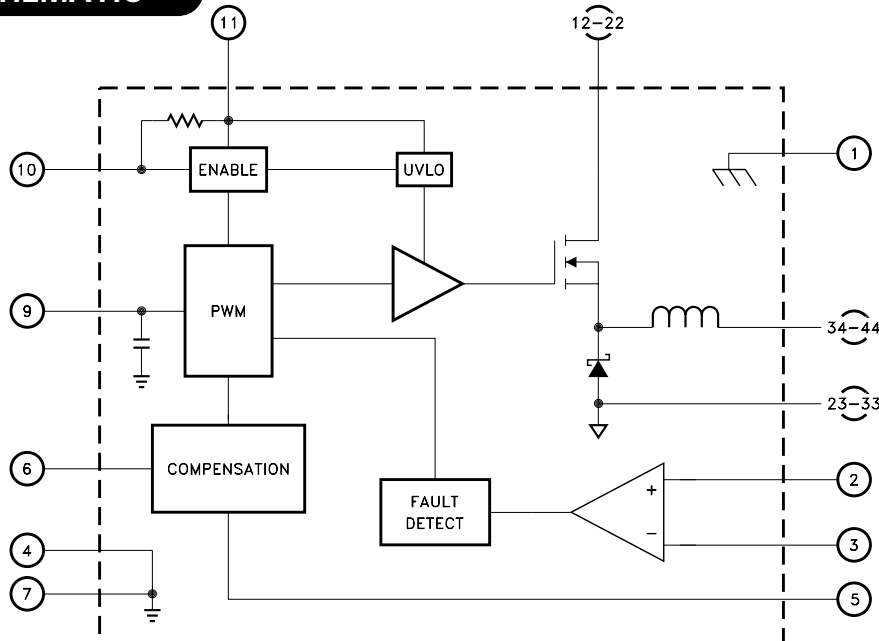 11
12-22
10
ENABLE
UVLO
1
9
PWM
34-44
23-33
6
COMPENSATION
FAULT
DETECT
+
-
2
3
4
7
5